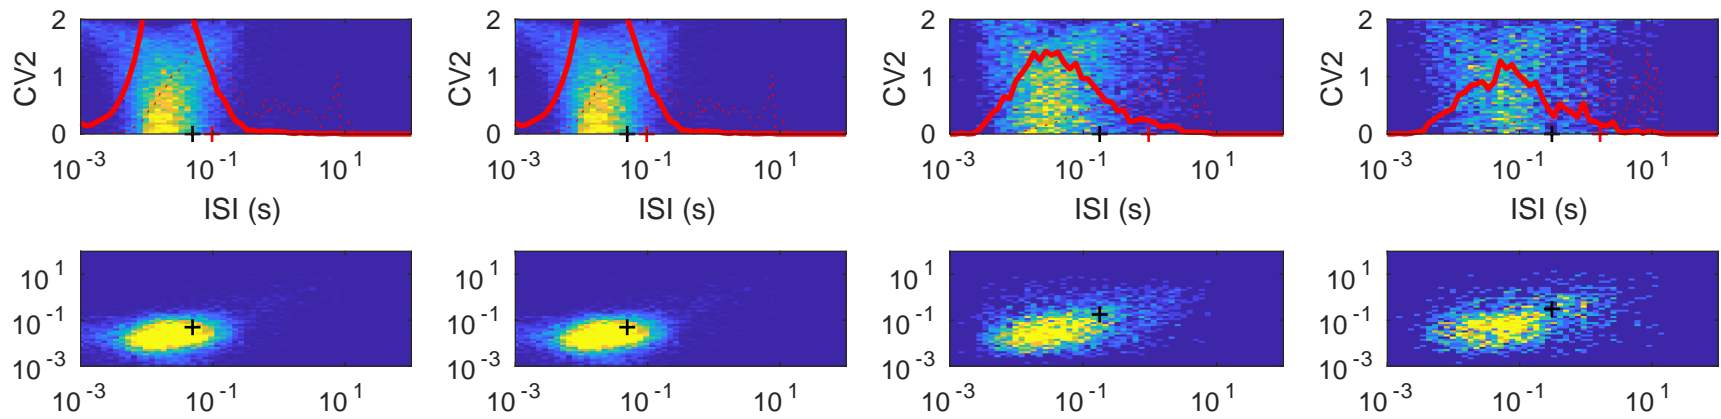 2 2 2 2
CV2 CV2 CV2 CV2
1 1 1 1
0 0 0 0
10 -3 10 -1 10 1 10 -3 10 -1 10 1 10 -3 10 -1 10 1 10 -3 10 -1 10 1
ISI (s) ISI (s) ISI (s) ISI (s)
10 1 10 1 10 1 10 1
10 -1 10 -1 10 -1 10 -1
10 -3 10 -3 10 -3 10 -3
10 -3 10 -1 10 1 10 -3 10 -1 10 1 10 -3 10 -1 10 1 10 -3 10 -1 10 1